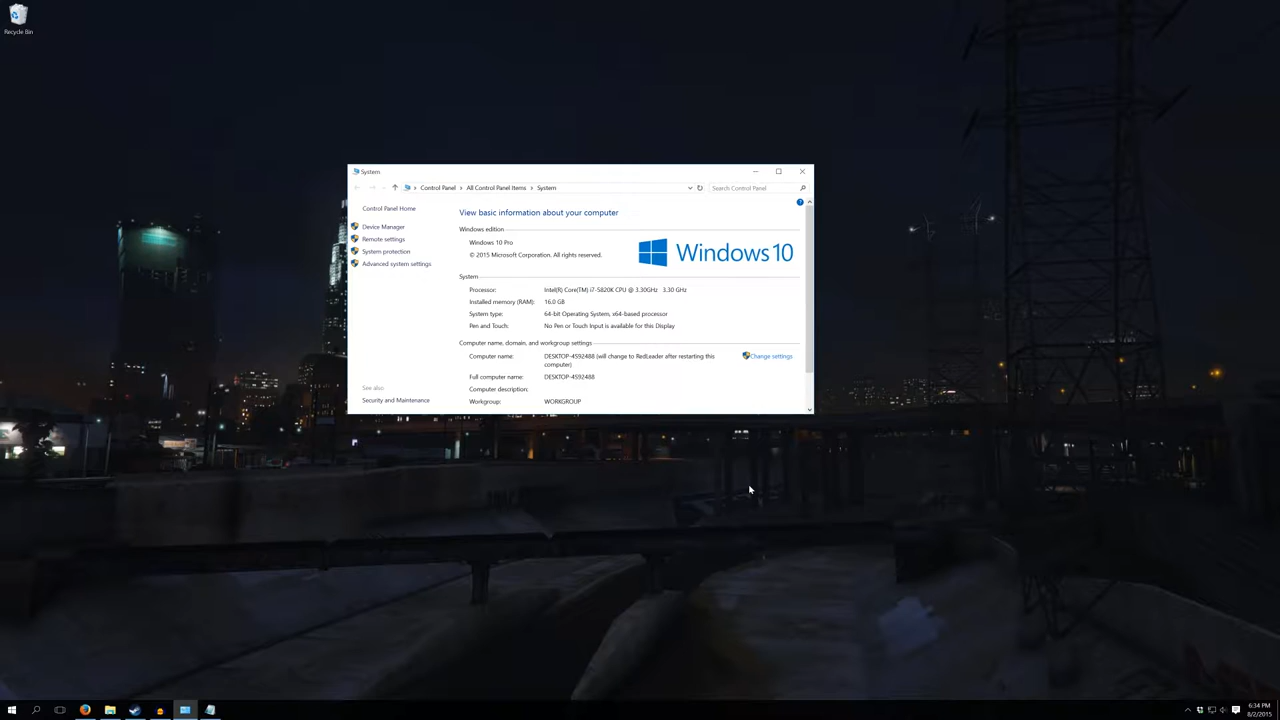 Recycle Bin
System
Control Panel > All Control Panel Items > System
Search Control Panel
Control Panel Home
Device Manager
Remote settings
System protection
Advanced system settings
See also
Security and Maintenance
View basic information about your computer
Windows edition
Windows 10 Pro
© 2015 Microsoft Corporation. All rights reserved.
Windows 10
System
Processor: Intel(R) Core(TM) i7-5820K CPU @ 3.30GHz 3.30 GHz
Installed memory (RAM): 16.0 GB
System type: 64-bit Operating System, x64-based processor
Pen and Touch: No Pen or Touch Input is available for this Display
Computer name, domain, and workgroup settings
Computer name: DESKTOP-4S92488 (will change to RedLeader after restarting this
computer)
Change settings
Full computer name: DESKTOP-4S92488
Computer description:
Workgroup: WORKGROUP
6:34 PM
8/2/2015